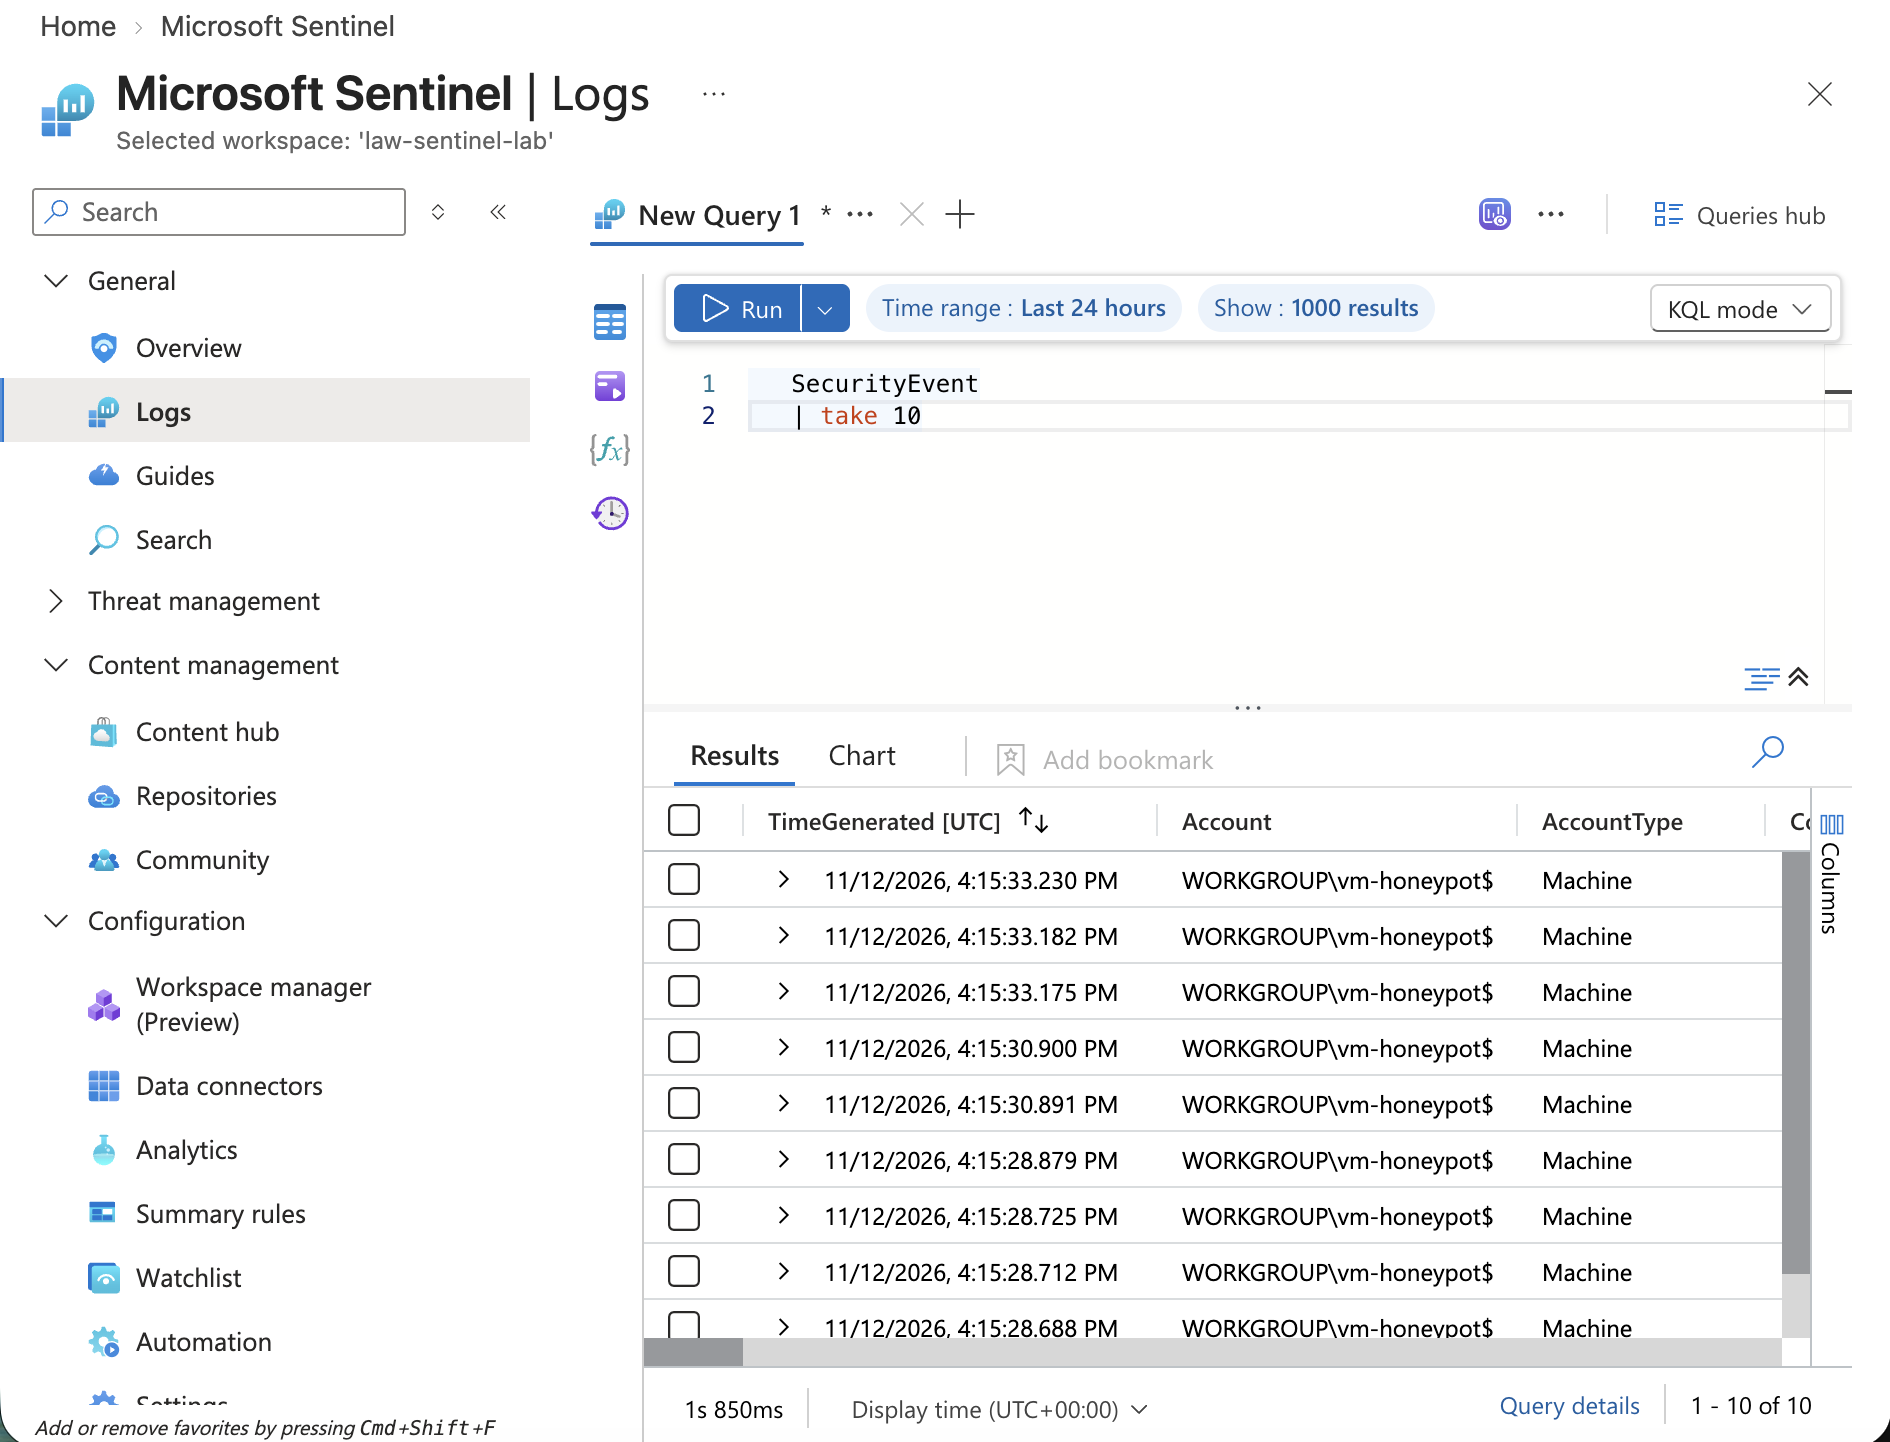 Home > Microsoft Sentinel
Microsoft Sentinel | Logs ...
Selected workspace: 'law-sentinel-lab'
Search
General
Overview
Logs
Guides
Search
Threat management
Content management
Content hub
Repositories
Community
Configuration
Workspace manager
(Preview)
Data connectors
Analytics
Summary rules
Watchlist
Automation
Settings
Add or remove favorites by pressing Cmd+Shift+F
New Query 1 * ...
Queries hub
Run
Time range : Last 24 hours
Show : 1000 results
KQL mode
1 SecurityEvent
2 | take 10
Results
Chart
Add bookmark
TimeGenerated [UTC] Account AccountType Co
11/12/2026, 4:15:33.230 PM WORKGROUP\vm-honeypot$ Machine
11/12/2026, 4:15:33.182 PM WORKGROUP\vm-honeypot$ Machine
11/12/2026, 4:15:33.175 PM WORKGROUP\vm-honeypot$ Machine
11/12/2026, 4:15:30.900 PM WORKGROUP\vm-honeypot$ Machine
11/12/2026, 4:15:30.891 PM WORKGROUP\vm-honeypot$ Machine
11/12/2026, 4:15:28.879 PM WORKGROUP\vm-honeypot$ Machine
11/12/2026, 4:15:28.725 PM WORKGROUP\vm-honeypot$ Machine
11/12/2026, 4:15:28.712 PM WORKGROUP\vm-honeypot$ Machine
11/12/2026, 4:15:28.688 PM WORKGROUP\vm-honeypot$ Machine
Columns
1s 850ms
Display time (UTC+00:00)
Query details
1 - 10 of 10